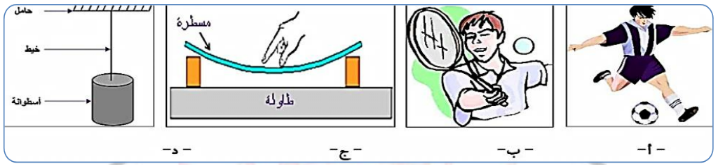 حامل
خيط
أسطوانة
مسطرة
طاولة
-أ-
-ب-
-ج-
-د-